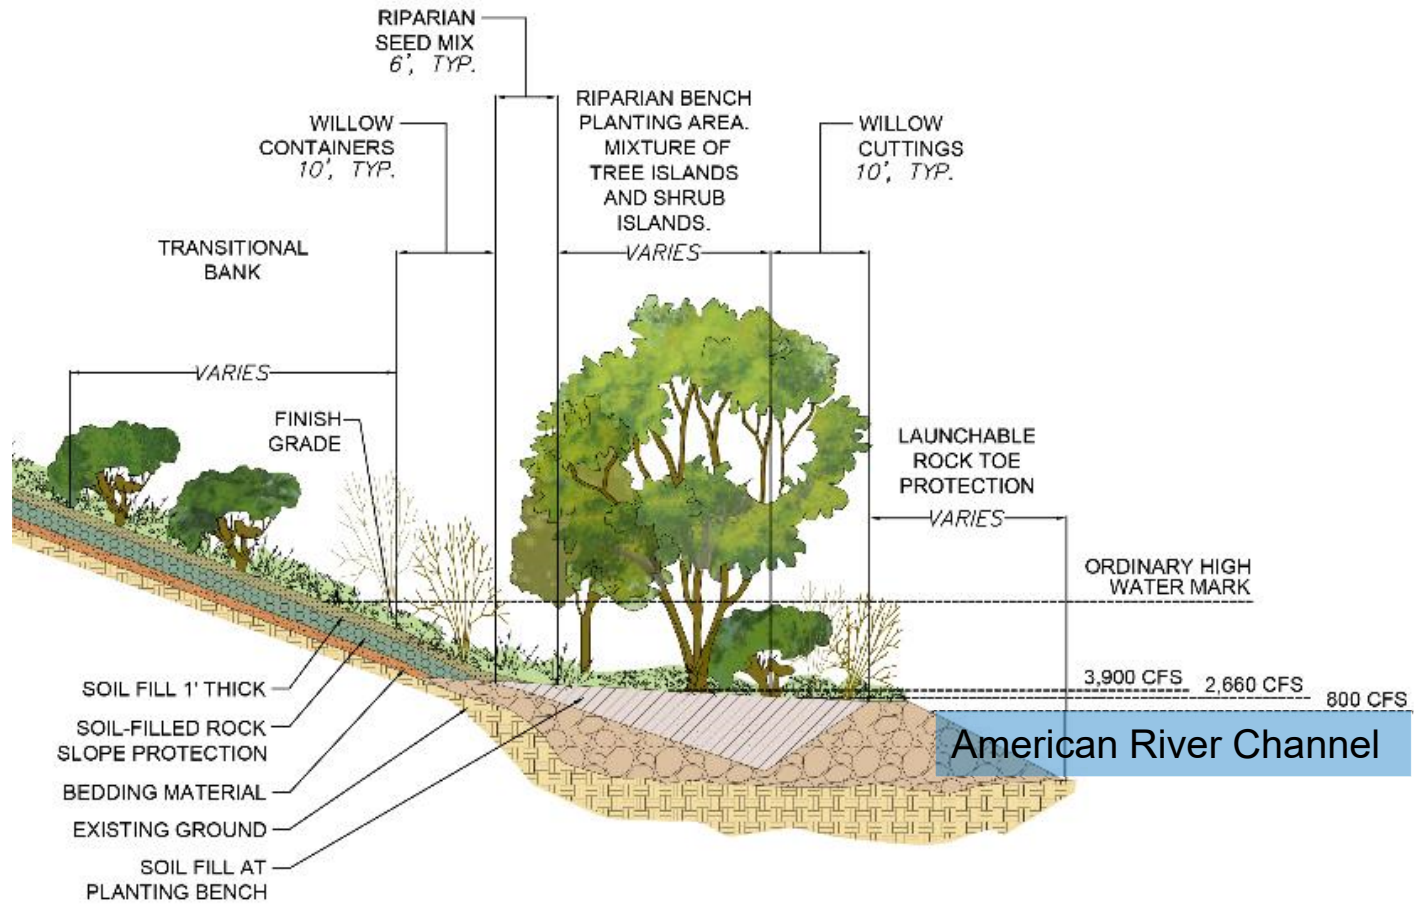 RIPARIAN
SEED MIX
6', TYP.
WILLOW
CONTAINERS
10', TYP.
RIPARIAN BENCH
PLANTING AREA.
MIXTURE OF
TREE ISLANDS
AND SHRUB
ISLANDS.
VARIES
WILLOW
CUTTINGS
10', TYP.
TRANSITIONAL
BANK
VARIES
FINISH
GRADE
LAUNCHABLE
ROCK TOE
PROTECTION
VARIES
ORDINARY HIGH
WATER MARK
3,900 CFS
2,660 CFS
800 CFS
American River Channel
SOIL FILL 1' THICK
SOIL-FILLED ROCK
SLOPE PROTECTION
BEDDING MATERIAL
EXISTING GROUND
SOIL FILL AT
PLANTING BENCH